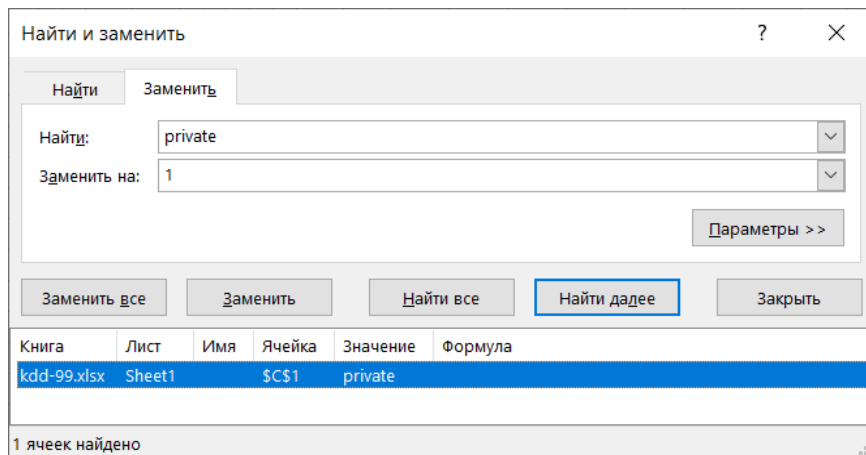 Найти и заменить ?
Найти Заменить
Найти: private
Заменить на: 1
Параметры >>
Заменить все Заменить Найти все Найти далее Закрыть
Книга Лист Имя Ячейка Значение Формула
kdd-99.xlsx Sheet1 $C$1 private
1 ячеек найдено